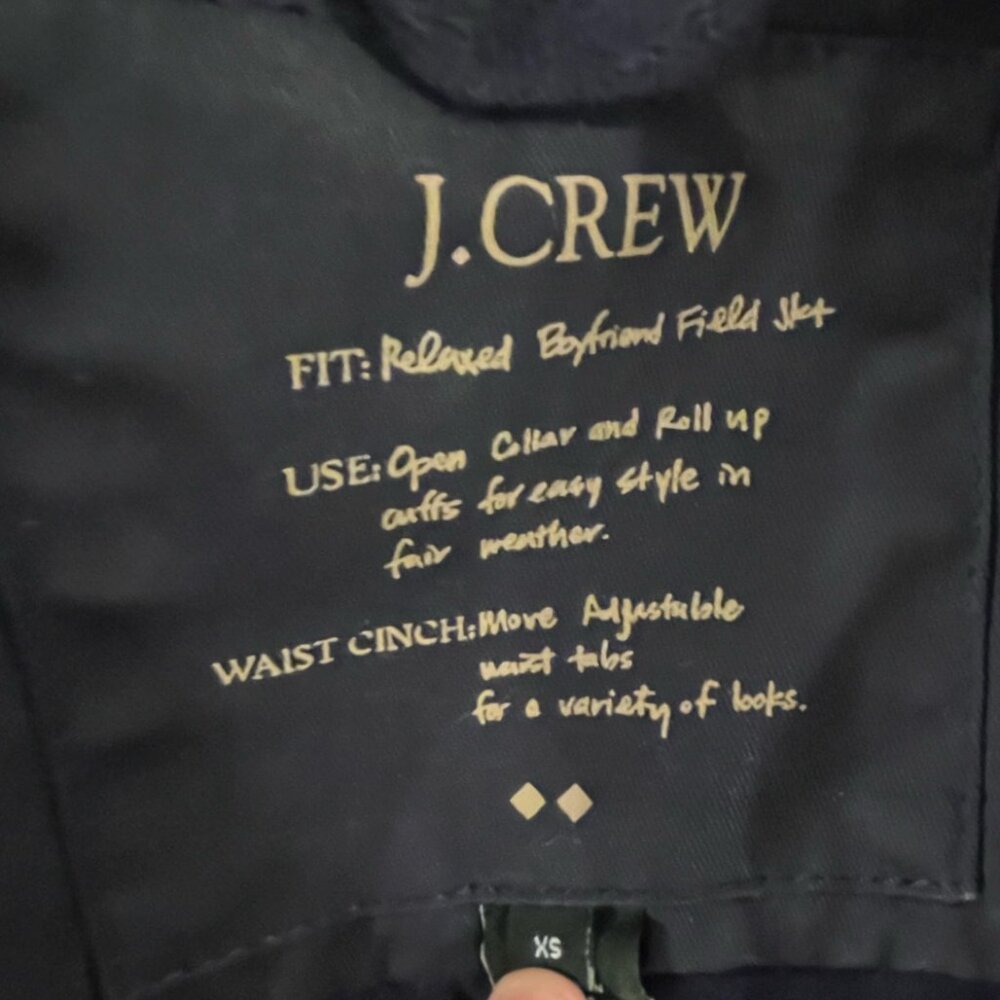 J.CREW
FIT: Relaxed Boyfriend Field Jkt
USE: Open Collar and Roll up
cuffs for easy style in
fair weather.
WAIST CINCH: Move Adjustable
waist tabs
for a variety of looks.
XS